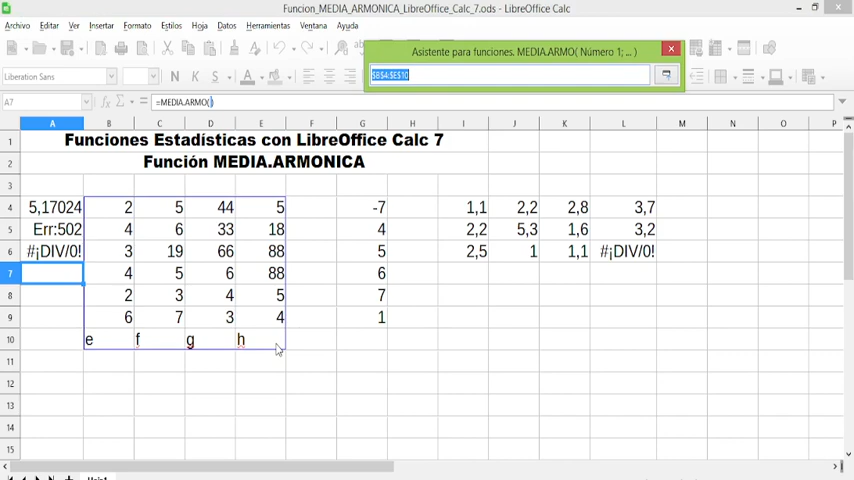 Funcion_MEDIA_ARMONICA_LibreOffice_Calc_7.ods - LibreOffice Calc
Archivo Editar Ver Insertar Formato Estilos Hoja Datos Herramientas Ventana Ayuda
Asistente para funciones. MEDIA.ARMO( Número 1; ... )
$B$4:$E$10
Liberation Sans
N K S A
A7 fx Σ = =MEDIA.ARMO()
A B C D E F G H I J K L M N O P
1 Funciones Estadísticas con LibreOffice Calc 7
2 Función MEDIA.ARMONICA
3
4 5,17024 2 5 44 5 -7 1,1 2,2 2,8 3,7
5 Err:502 4 6 33 18 4 2,2 5,3 1,6 3,2
6 #¡DIV/0! 3 19 66 88 5 2,5 1 1,1 #¡DIV/0!
7 4 5 6 88 6
8 2 3 4 5 7
9 6 7 3 4 1
10 e f g h
11
12
13
14
15
Hoja1